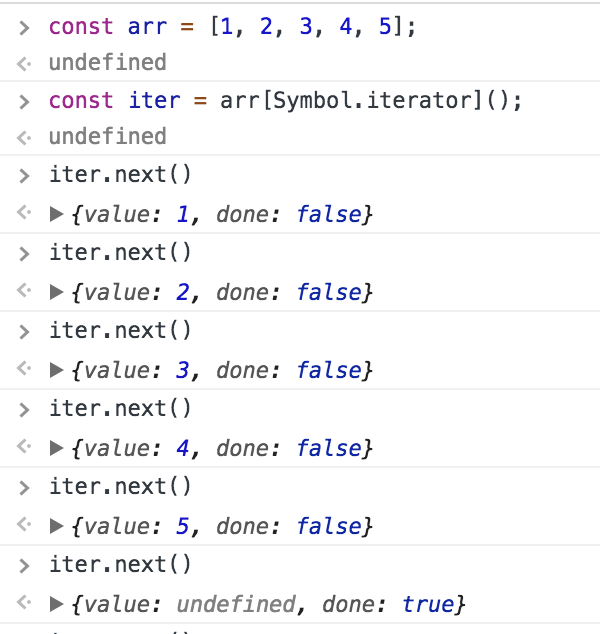 > const arr = [1, 2, 3, 4, 5];
undefined
> const iter = arr[Symbol.iterator]();
undefined
> iter.next()
▶{value: 1, done: false}
> iter.next()
▶{value: 2, done: false}
> iter.next()
▶{value: 3, done: false}
> iter.next()
▶{value: 4, done: false}
> iter.next()
▶{value: 5, done: false}
> iter.next()
▶{value: undefined, done: true}